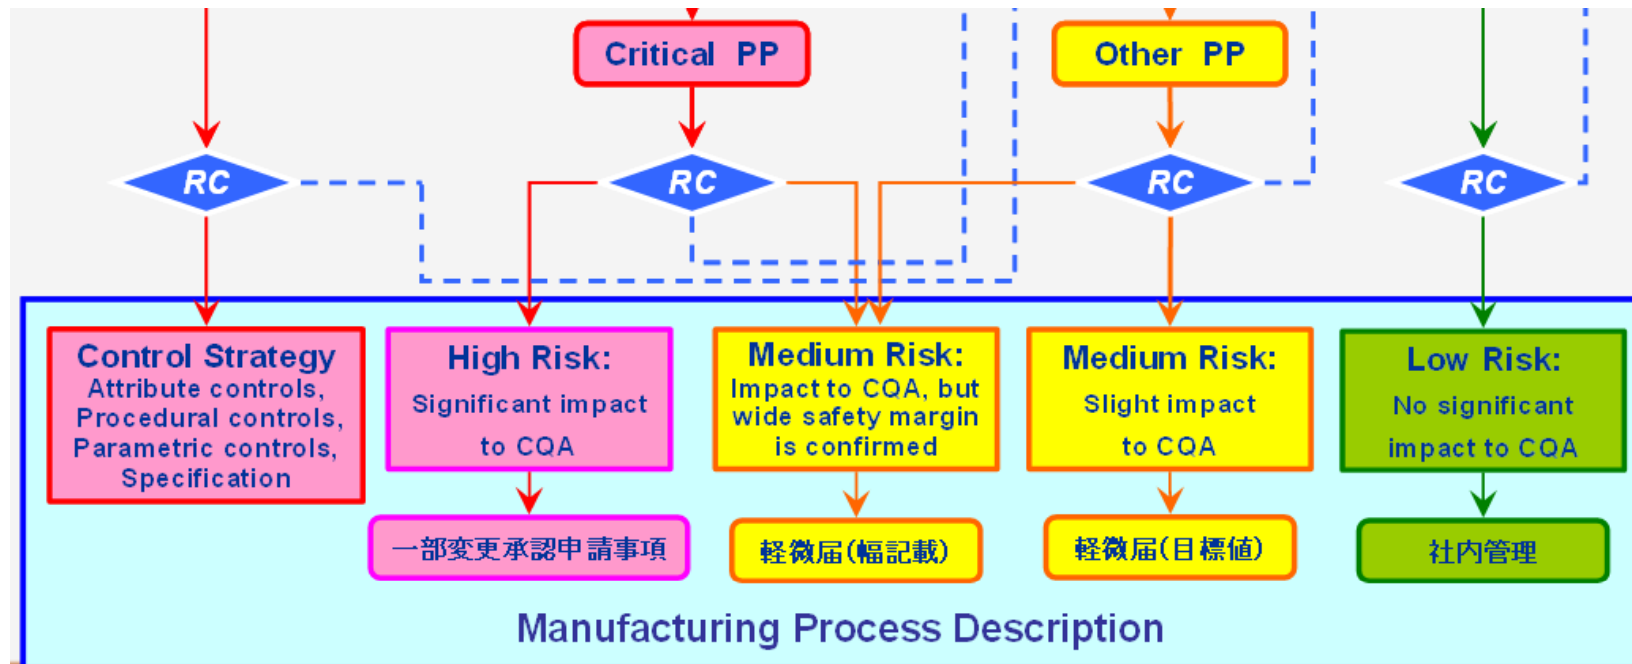 Critical PP
Other PP
RC
RC
RC
RC
Control Strategy
Attribute controls,
Procedural controls,
Parametric controls,
Specification
High Risk:
Significant impact
to CQA
Medium Risk:
Impact to CQA, but
wide safety margin
is confirmed
Medium Risk:
Slight impact
to CQA
Low Risk:
No significant
impact to CQA
一部変更承認申請事項
軽微届(幅記載)
軽微届(目標値)
社内管理
Manufacturing Process Description